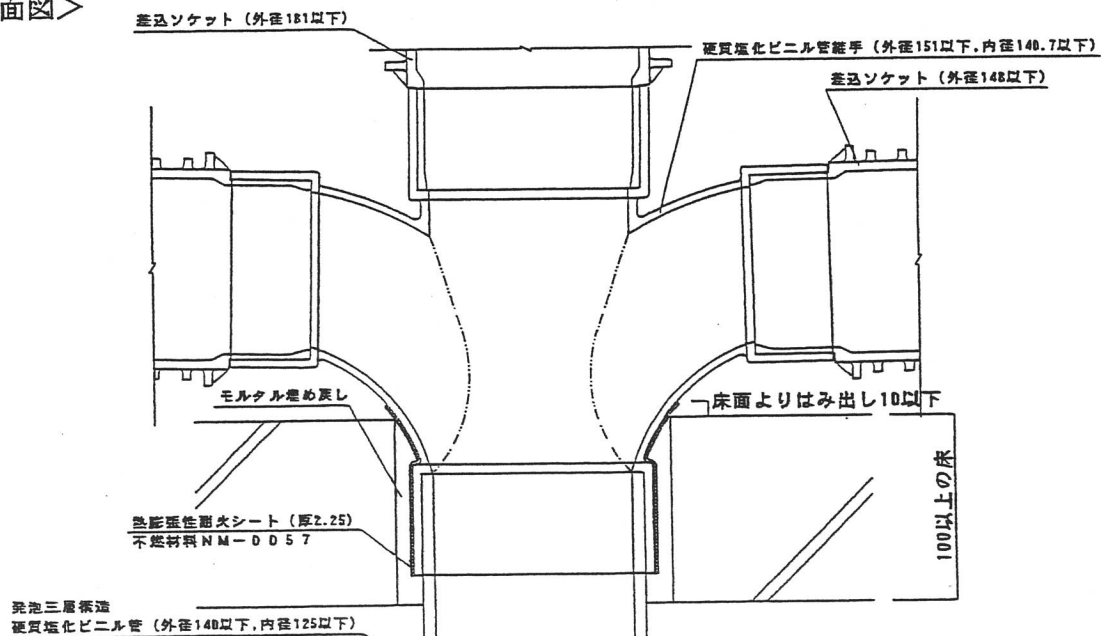 面図>
差込ソケット（外径181以下）
硬質塩化ビニル管継手（外径151以下,内径140.7以下）
差込ソケット（外径148以下）
モルタル埋め戻し
床面よりはみ出し10以下
100以上の床
熱膨張性耐火シート（厚2.25）
不燃材料NM－0057
発泡三層構造
硬質塩化ビニル管（外径140以下,内径125以下）